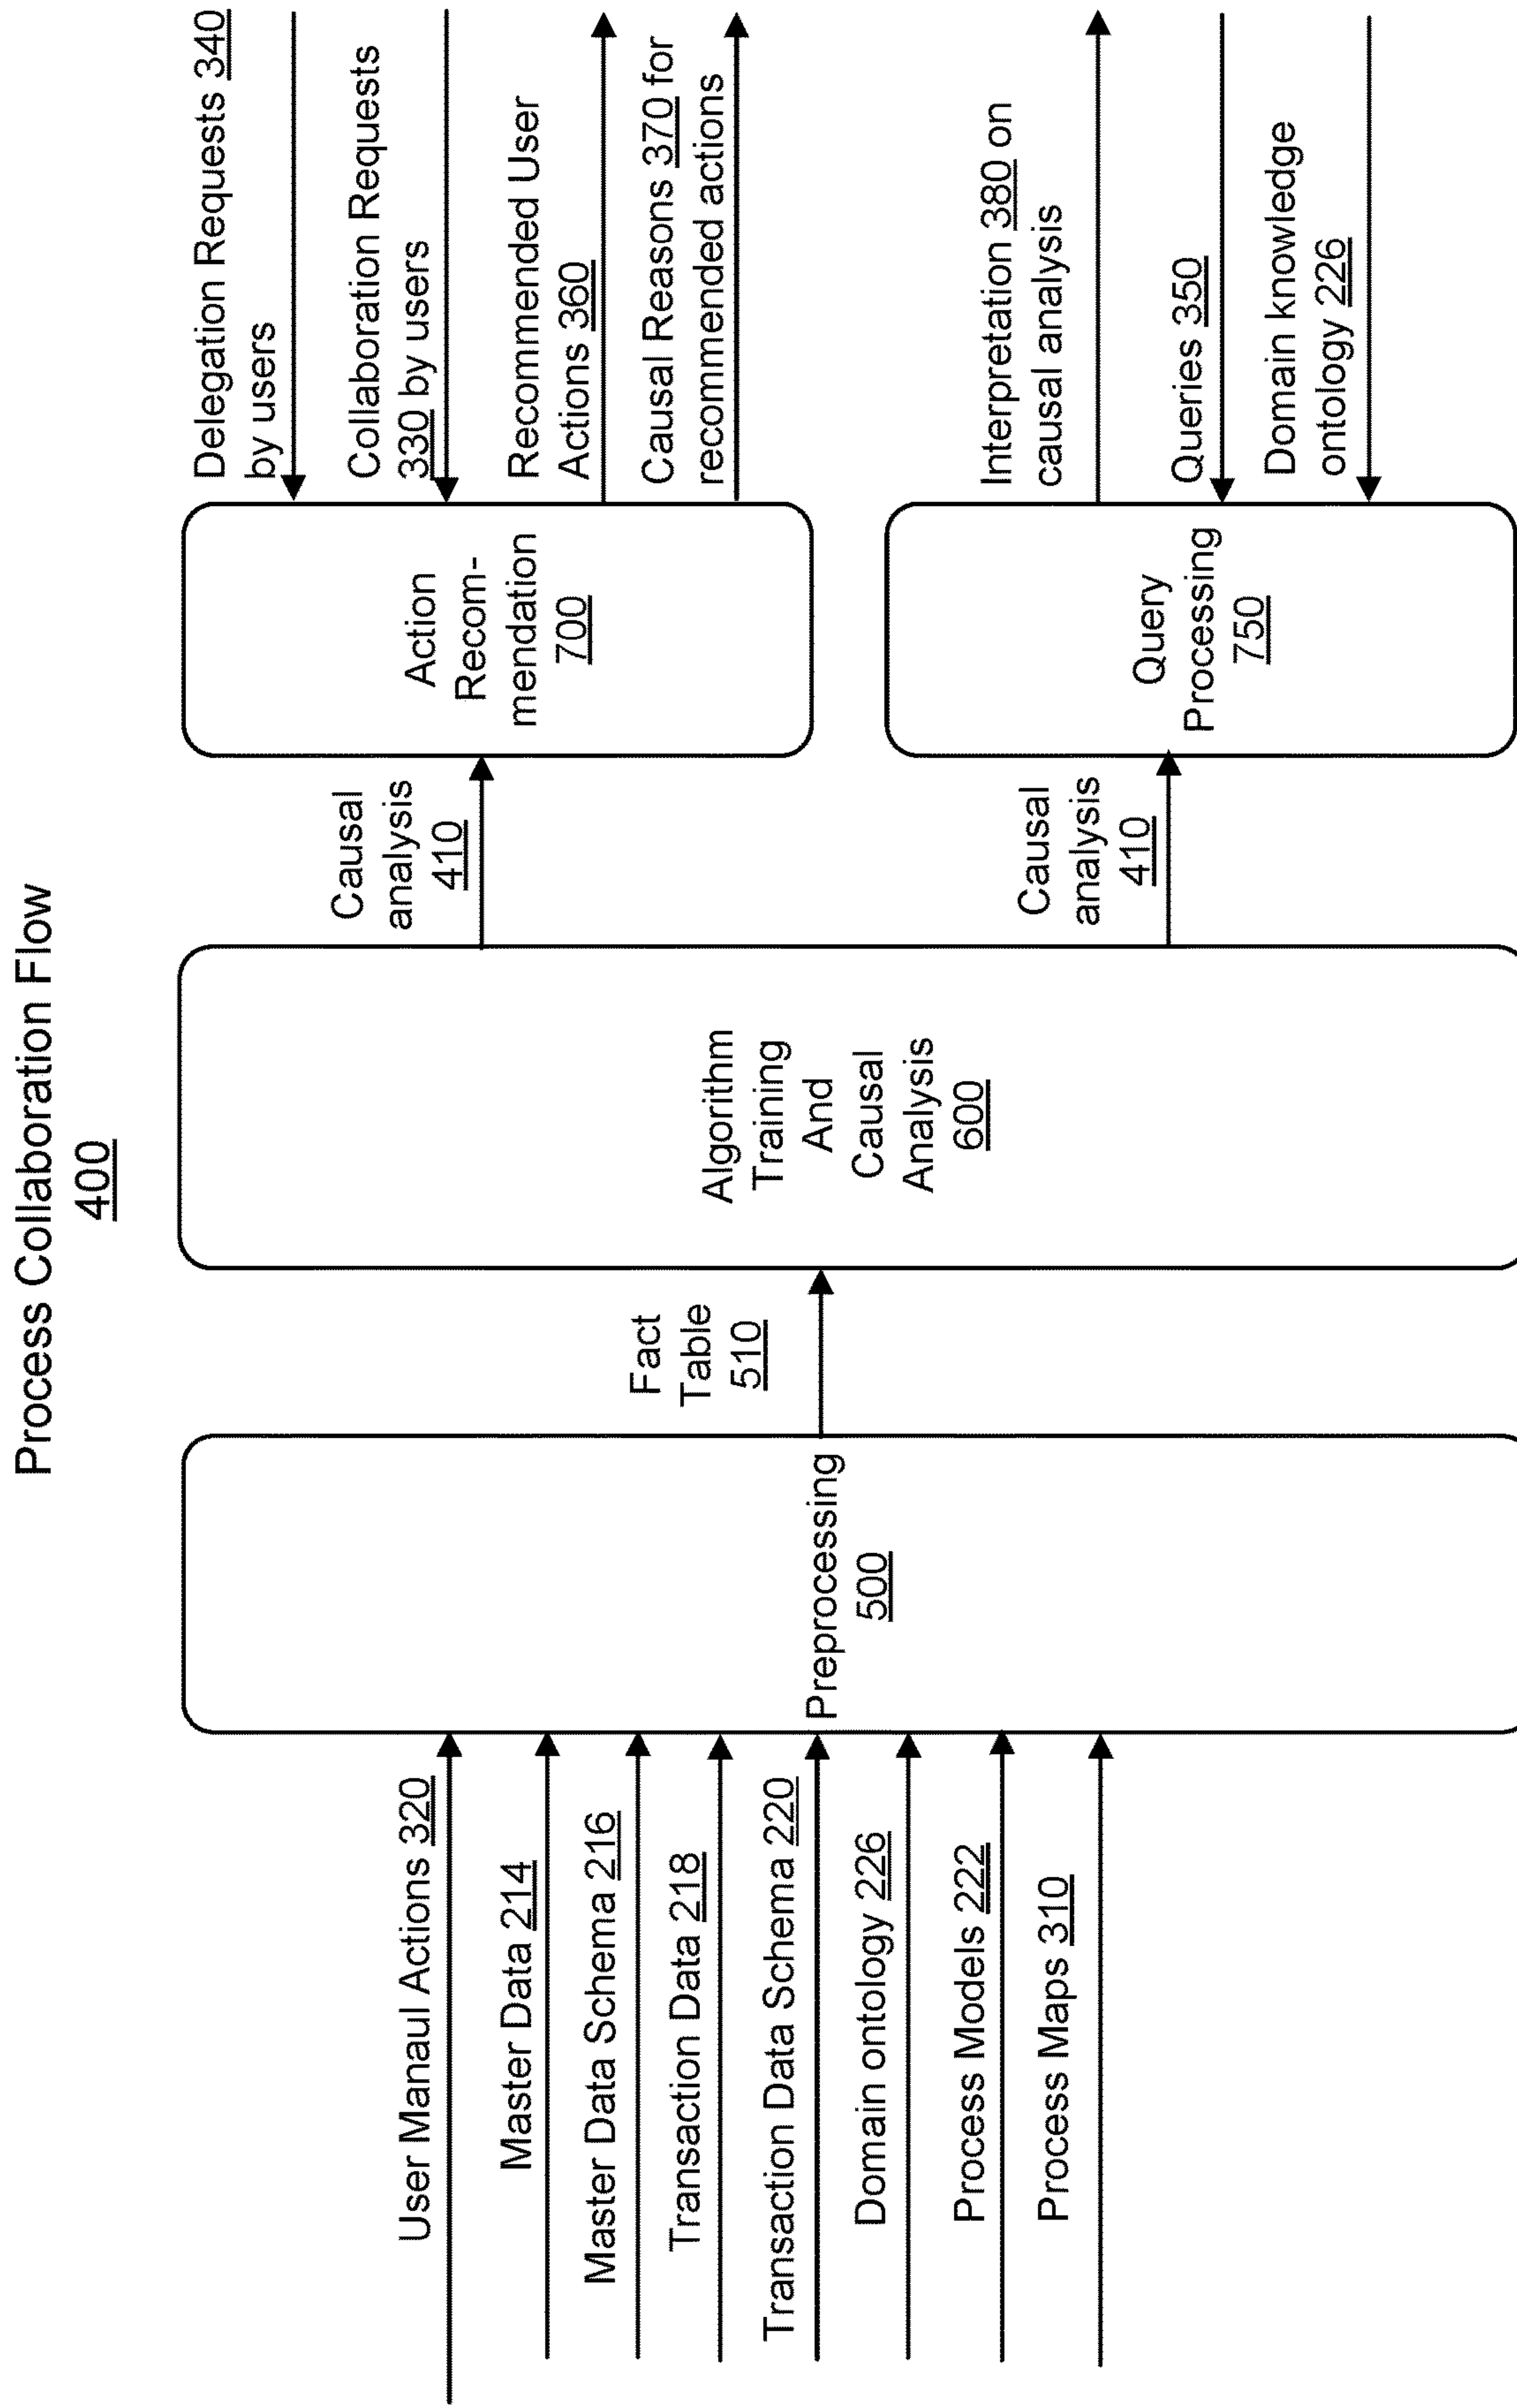 Process Collaboration Flow
400
User Manaul Actions 320
Master Data 214
Master Data Schema 216
Transaction Data 218
Transaction Data Schema 220
Domain ontology 226
Process Models 222
Process Maps 310
Preprocessing
500
Fact
Table
510
Algorithm
Training
And
Causal
Analysis
600
Causal
analysis
410
Causal
analysis
410
Action
Recom-
mendation
700
Query
Processing
750
Delegation Requests 340
by users
Collaboration Requests
330 by users
Recommended User
Actions 360
Causal Reasons 370 for
recommended actions
Interpretation 380 on
causal analysis
Queries 350
Domain knowledge
ontology 226